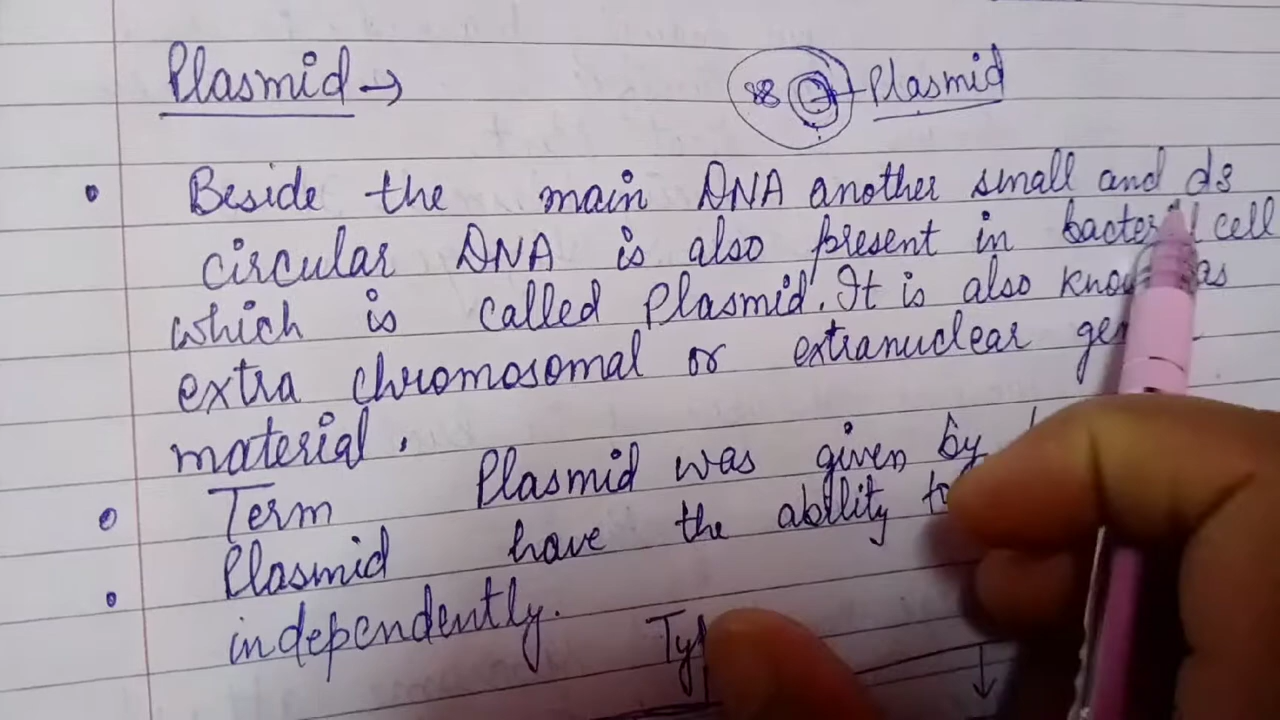 Plasmid →
Plasmid
• Beside the main DNA another small and ds
circular DNA is also present in cell
which is called Plasmid'. It is also as
extra chromosomal or extranuclear
material.
• Term Plasmid was given by
• Plasmid have the ability to
independently.